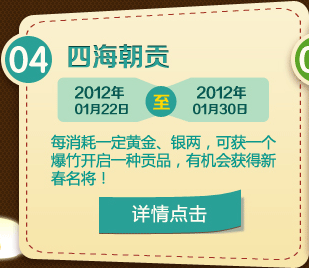 04 四海朝贡
2012年 2012年
01月22日 至 01月30日
每消耗一定黄金、银两，可获一个
爆竹开启一种贡品，有机会获得新
春名将！
详情点击